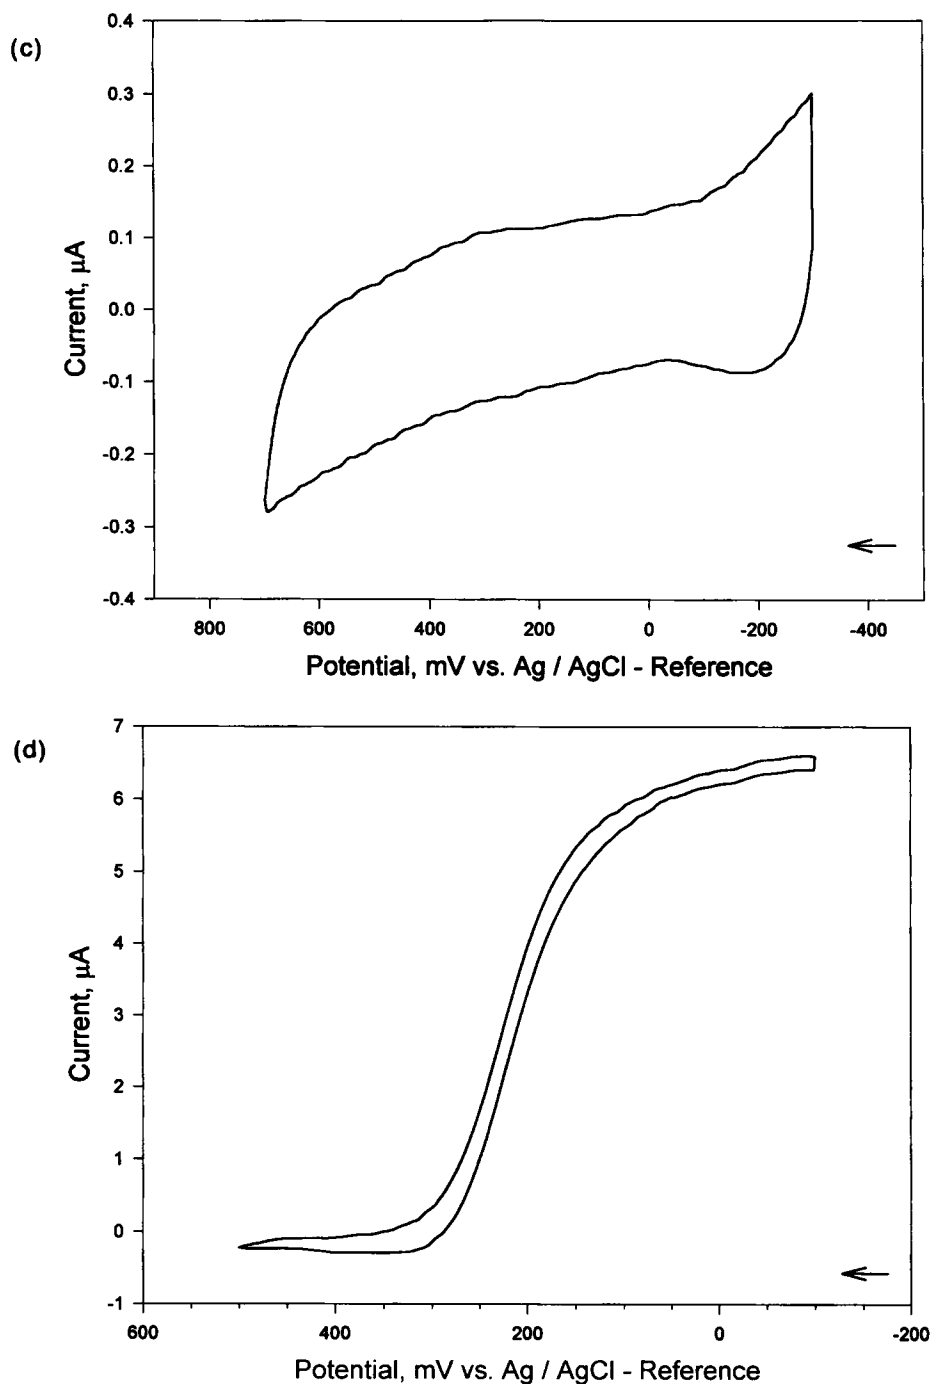 (c)
0.4
0.3
0.2
0.1
0.0
-0.1
-0.2
-0.3
-0.4
Current, µA
800 600 400 200 0 -200 -400
Potential, mV vs. Ag / AgCl - Reference
(d)
7
6
5
4
3
2
1
0
-1
Current, µA
600 400 200 0 -200
Potential, mV vs. Ag / AgCl - Reference